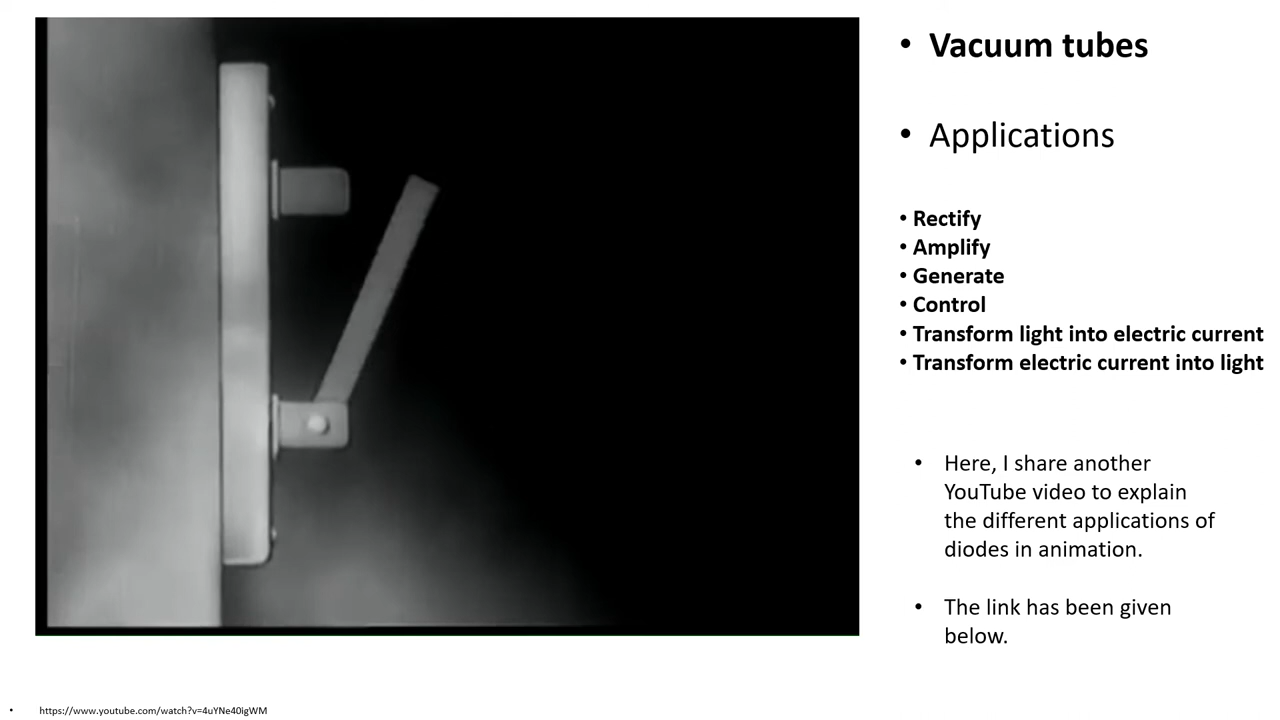 • Vacuum tubes
• Applications
• Rectify
• Amplify
• Generate
• Control
• Transform light into electric current
• Transform electric current into light
• Here, I share another
YouTube video to explain
the different applications of
diodes in animation.
• The link has been given
below.
• https://www.youtube.com/watch?v=4uYNe40igWM